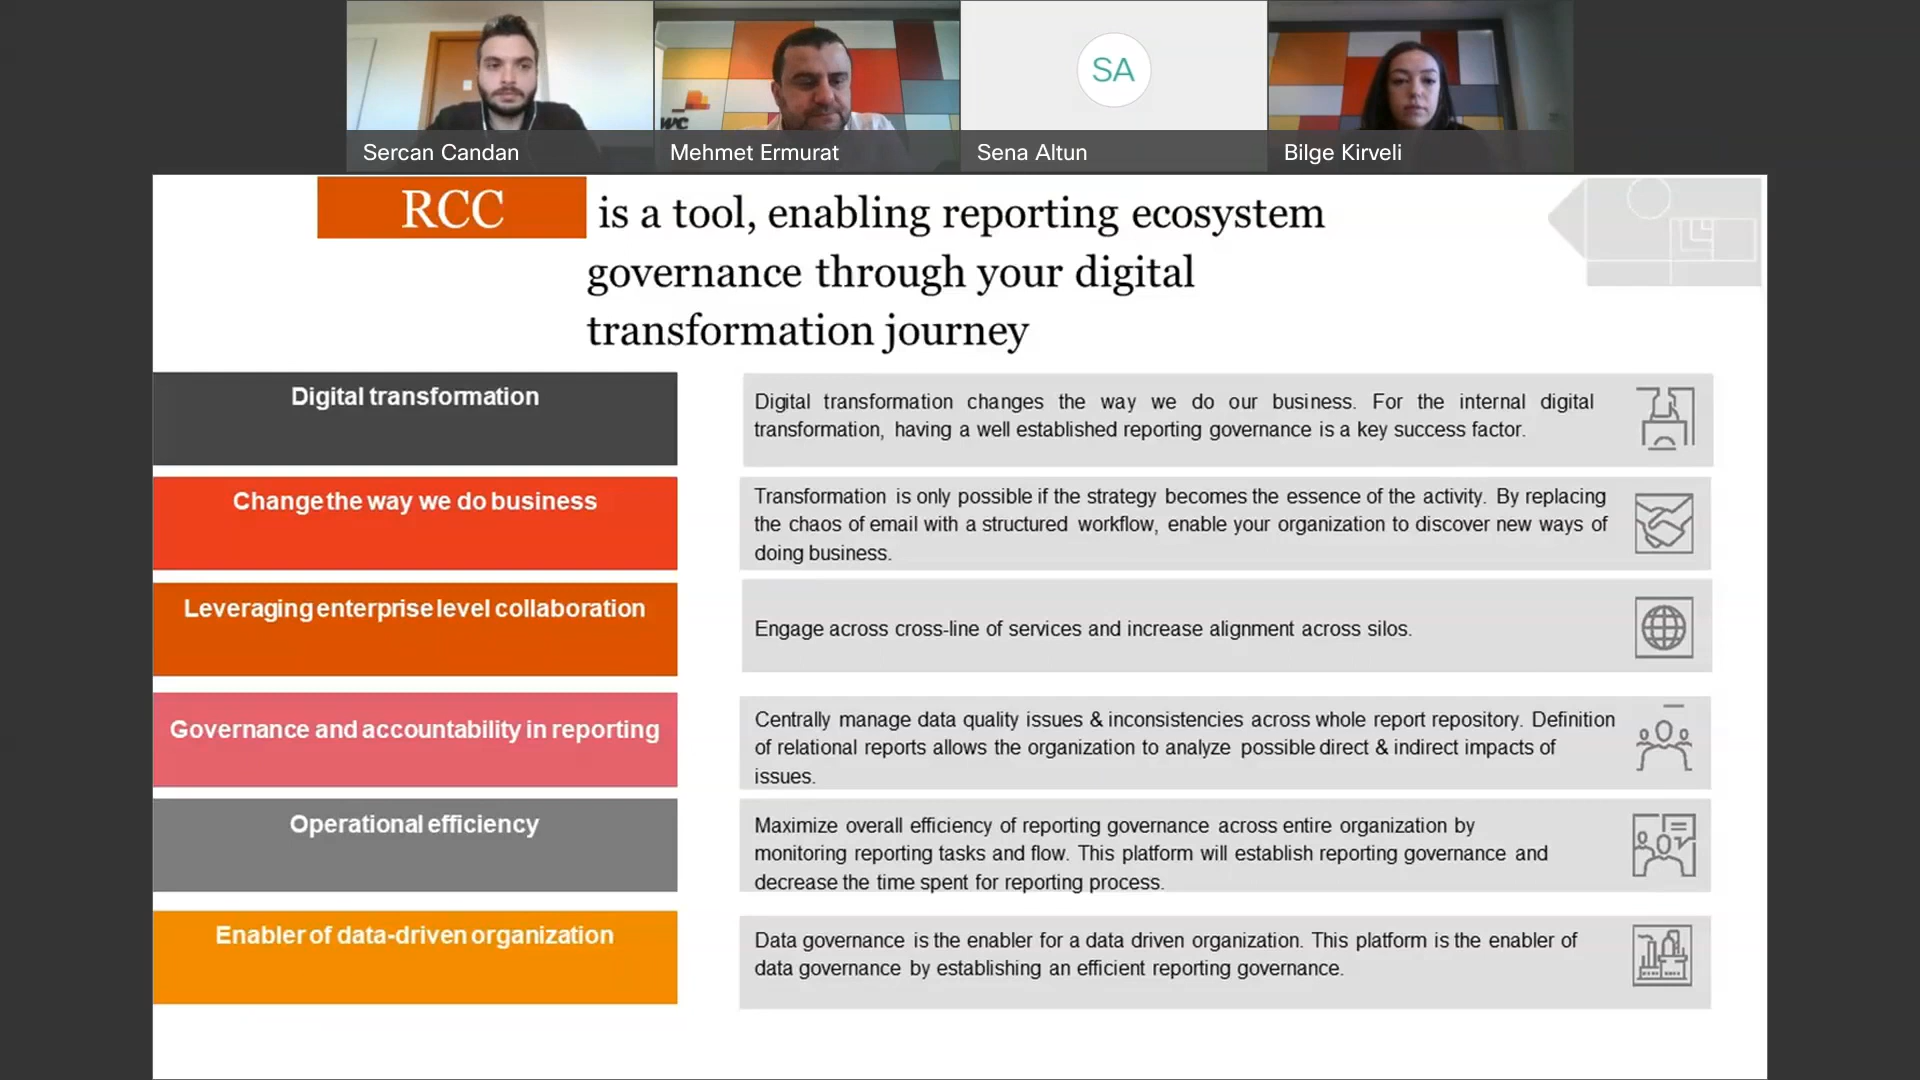 SA
wc
Sercan Candan
Mehmet Ermurat
Sena Altun
Bilge Kirveli
RCC is a tool, enabling reporting ecosystem
governance through your digital
transformation journey
Digital transformation
Digital transformation changes the way we do our business. For the internal digital
transformation, having a well established reporting governance is a key success factor.
Change the way we do business
Transformation is only possible if the strategy becomes the essence of the activity. By replacing
the chaos of email with a structured workflow, enable your organization to discover new ways of
doing business.
Leveraging enterprise level collaboration
Engage across cross-line of services and increase alignment across silos.
Governance and accountability in reporting
Centrally manage data quality issues & inconsistencies across whole report repository. Definition
of relational reports allows the organization to analyze possible direct & indirect impacts of
issues.
Operational efficiency
Maximize overall efficiency of reporting governance across entire organization by
monitoring reporting tasks and flow. This platform will establish reporting governance and
decrease the time spent for reporting process.
Enabler of data-driven organization
Data governance is the enabler for a data driven organization. This platform is the enabler of
data governance by establishing an efficient reporting governance.